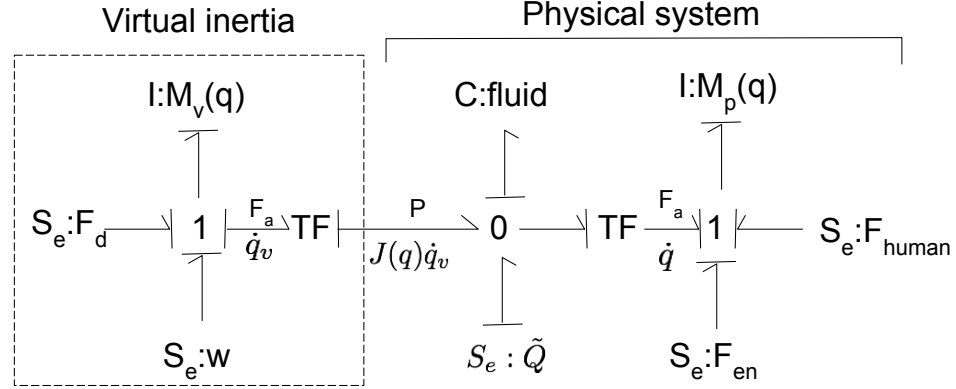 Virtual inertia
Physical system
I:M_v(q)
C:fluid
I:M_p(q)
S_e:F_d
1
F_a
q̇_v
TF
P
J(q)q̇_v
0
TF
F_a
q̇
1
S_e:F_human
S_e:w
S_e : Q̃
S_e:F_en